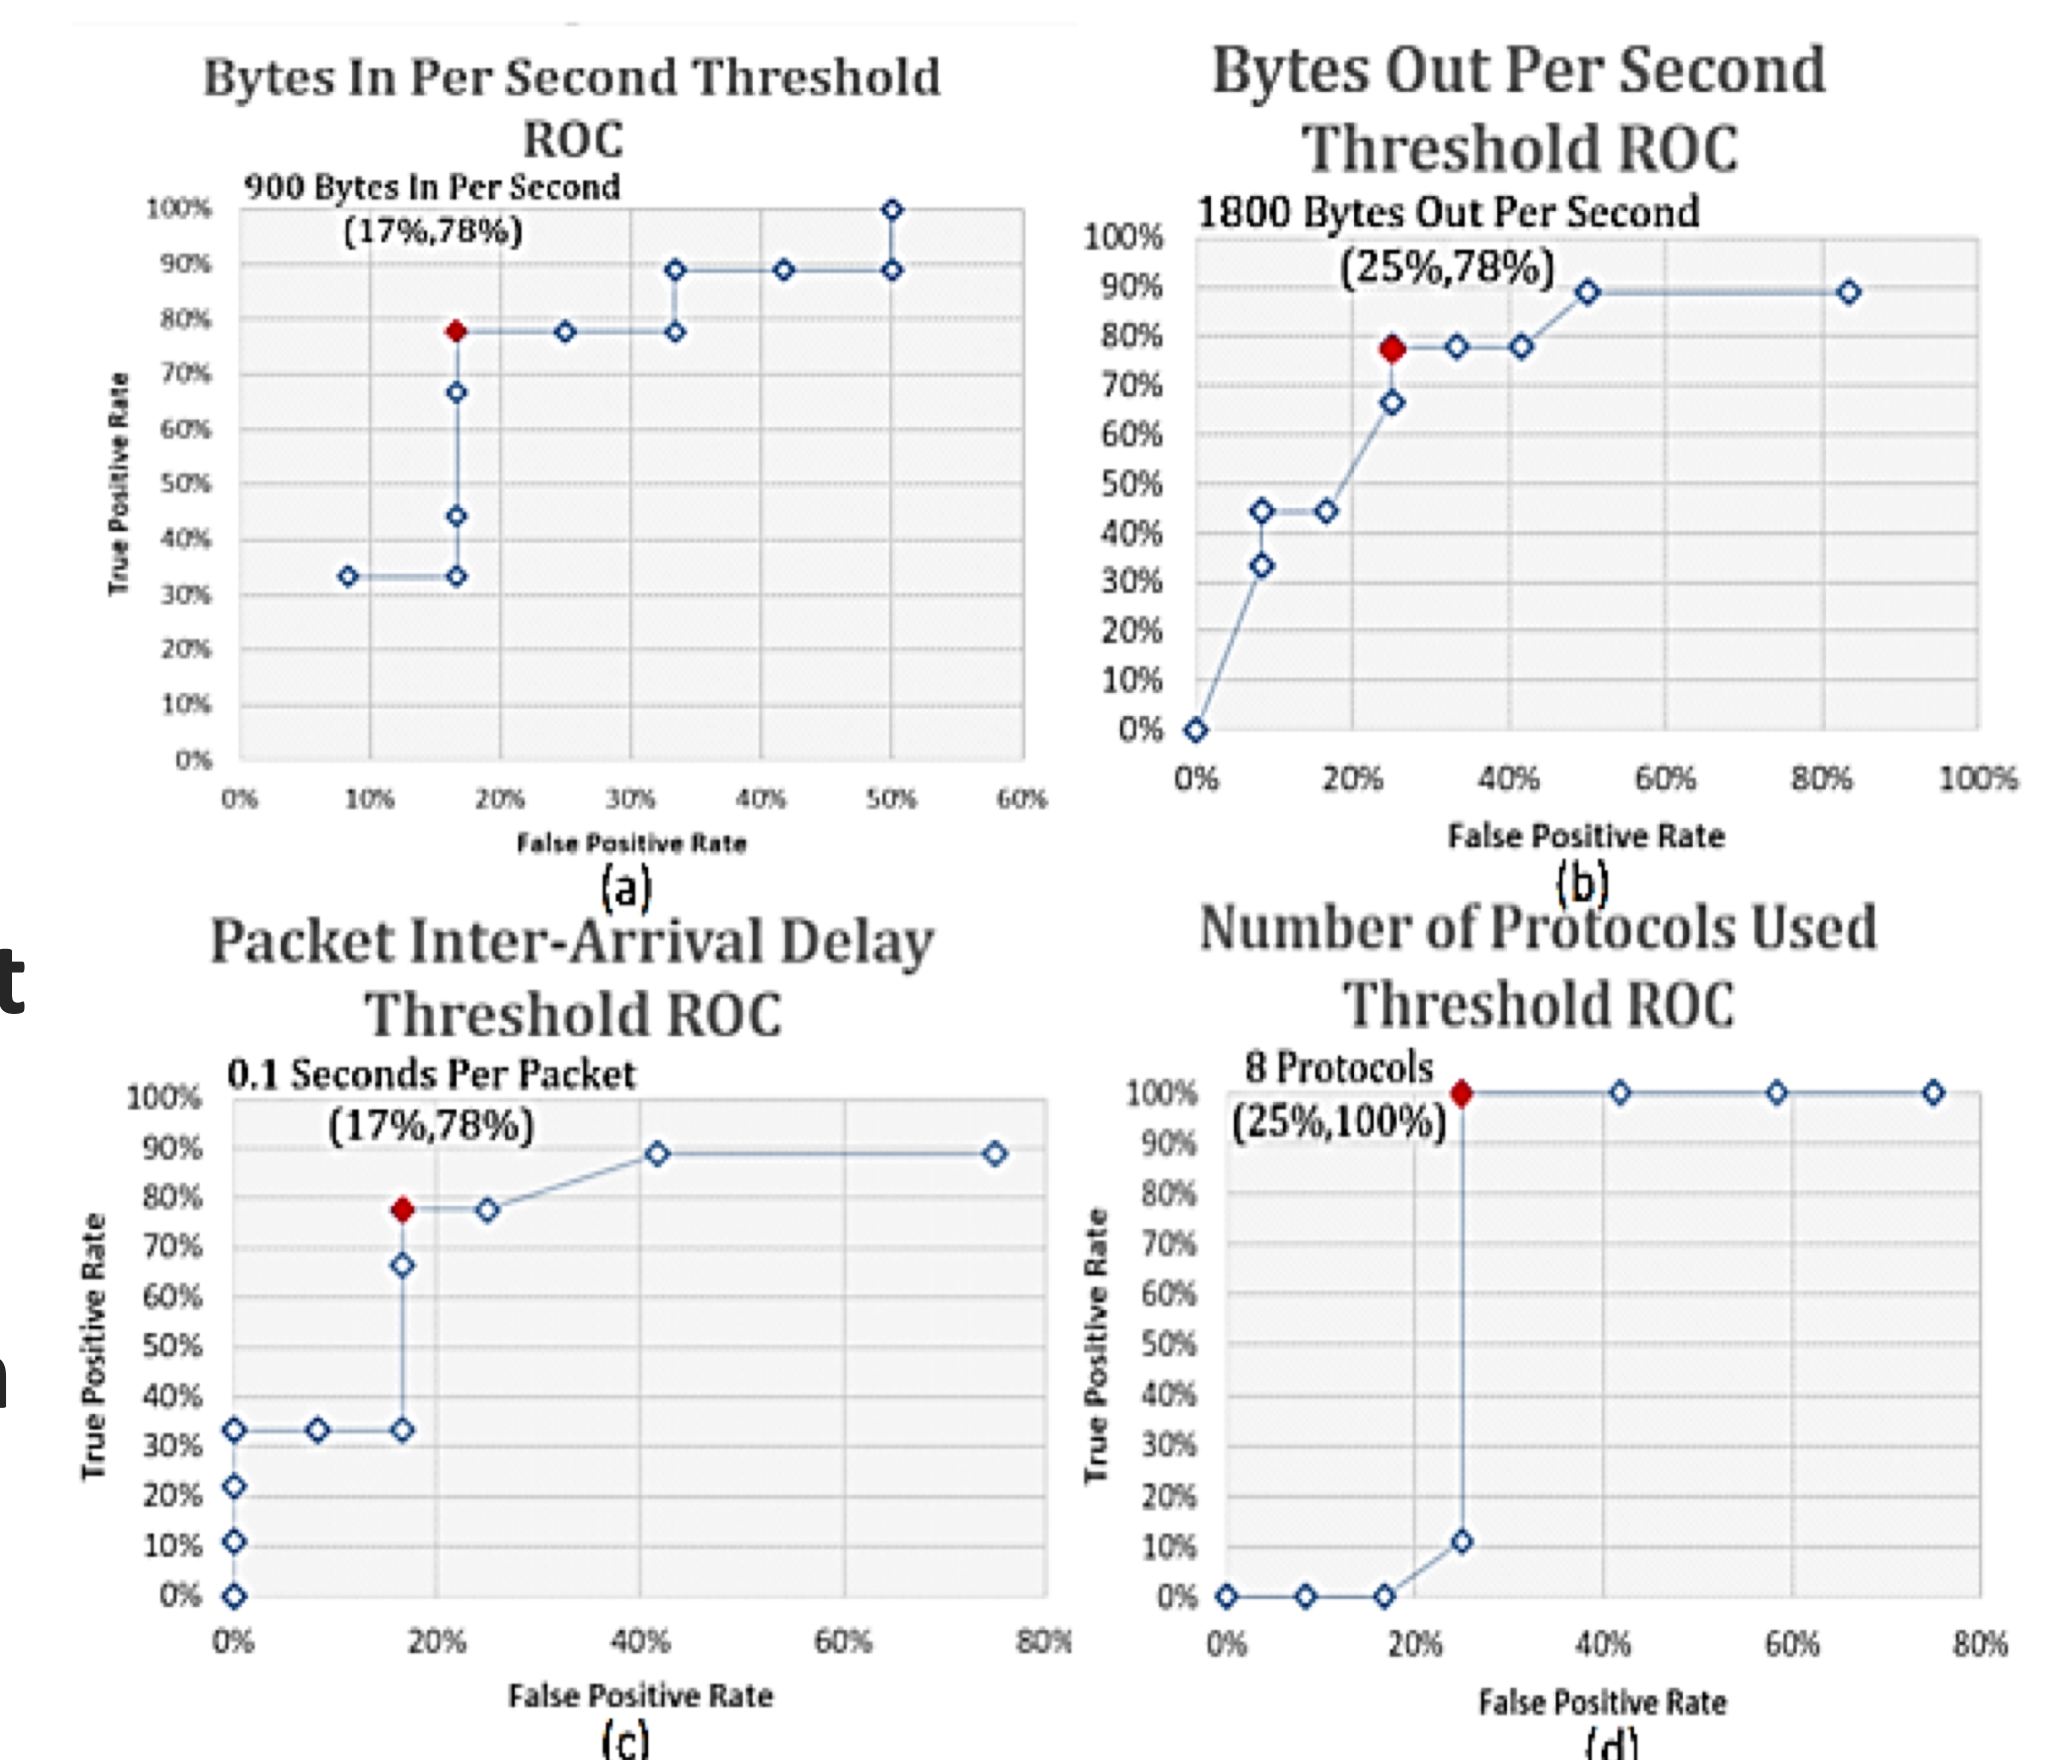 Bytes In Per Second Threshold
ROC
900 Bytes In Per Second
(17%,78%)
100%
90%
80%
70%
60%
50%
40%
30%
20%
10%
0%
True Positive Rate
0% 10% 20% 30% 40% 50% 60%
False Positive Rate
(a)
Bytes Out Per Second
Threshold ROC
1800 Bytes Out Per Second
(25%,78%)
100%
90%
80%
70%
60%
50%
40%
30%
20%
10%
0%
0% 20% 40% 60% 80% 100%
False Positive Rate
(b)
t
n
Packet Inter-Arrival Delay
Threshold ROC
0.1 Seconds Per Packet
(17%,78%)
100%
90%
80%
70%
60%
50%
40%
30%
20%
10%
0%
True Positive Rate
0% 20% 40% 60% 80%
False Positive Rate
(c)
Number of Protocols Used
Threshold ROC
8 Protocols
(25%,100%)
100%
90%
80%
70%
60%
50%
40%
30%
20%
10%
0%
True Positive Rate
0% 20% 40% 60% 80%
False Positive Rate
(d)